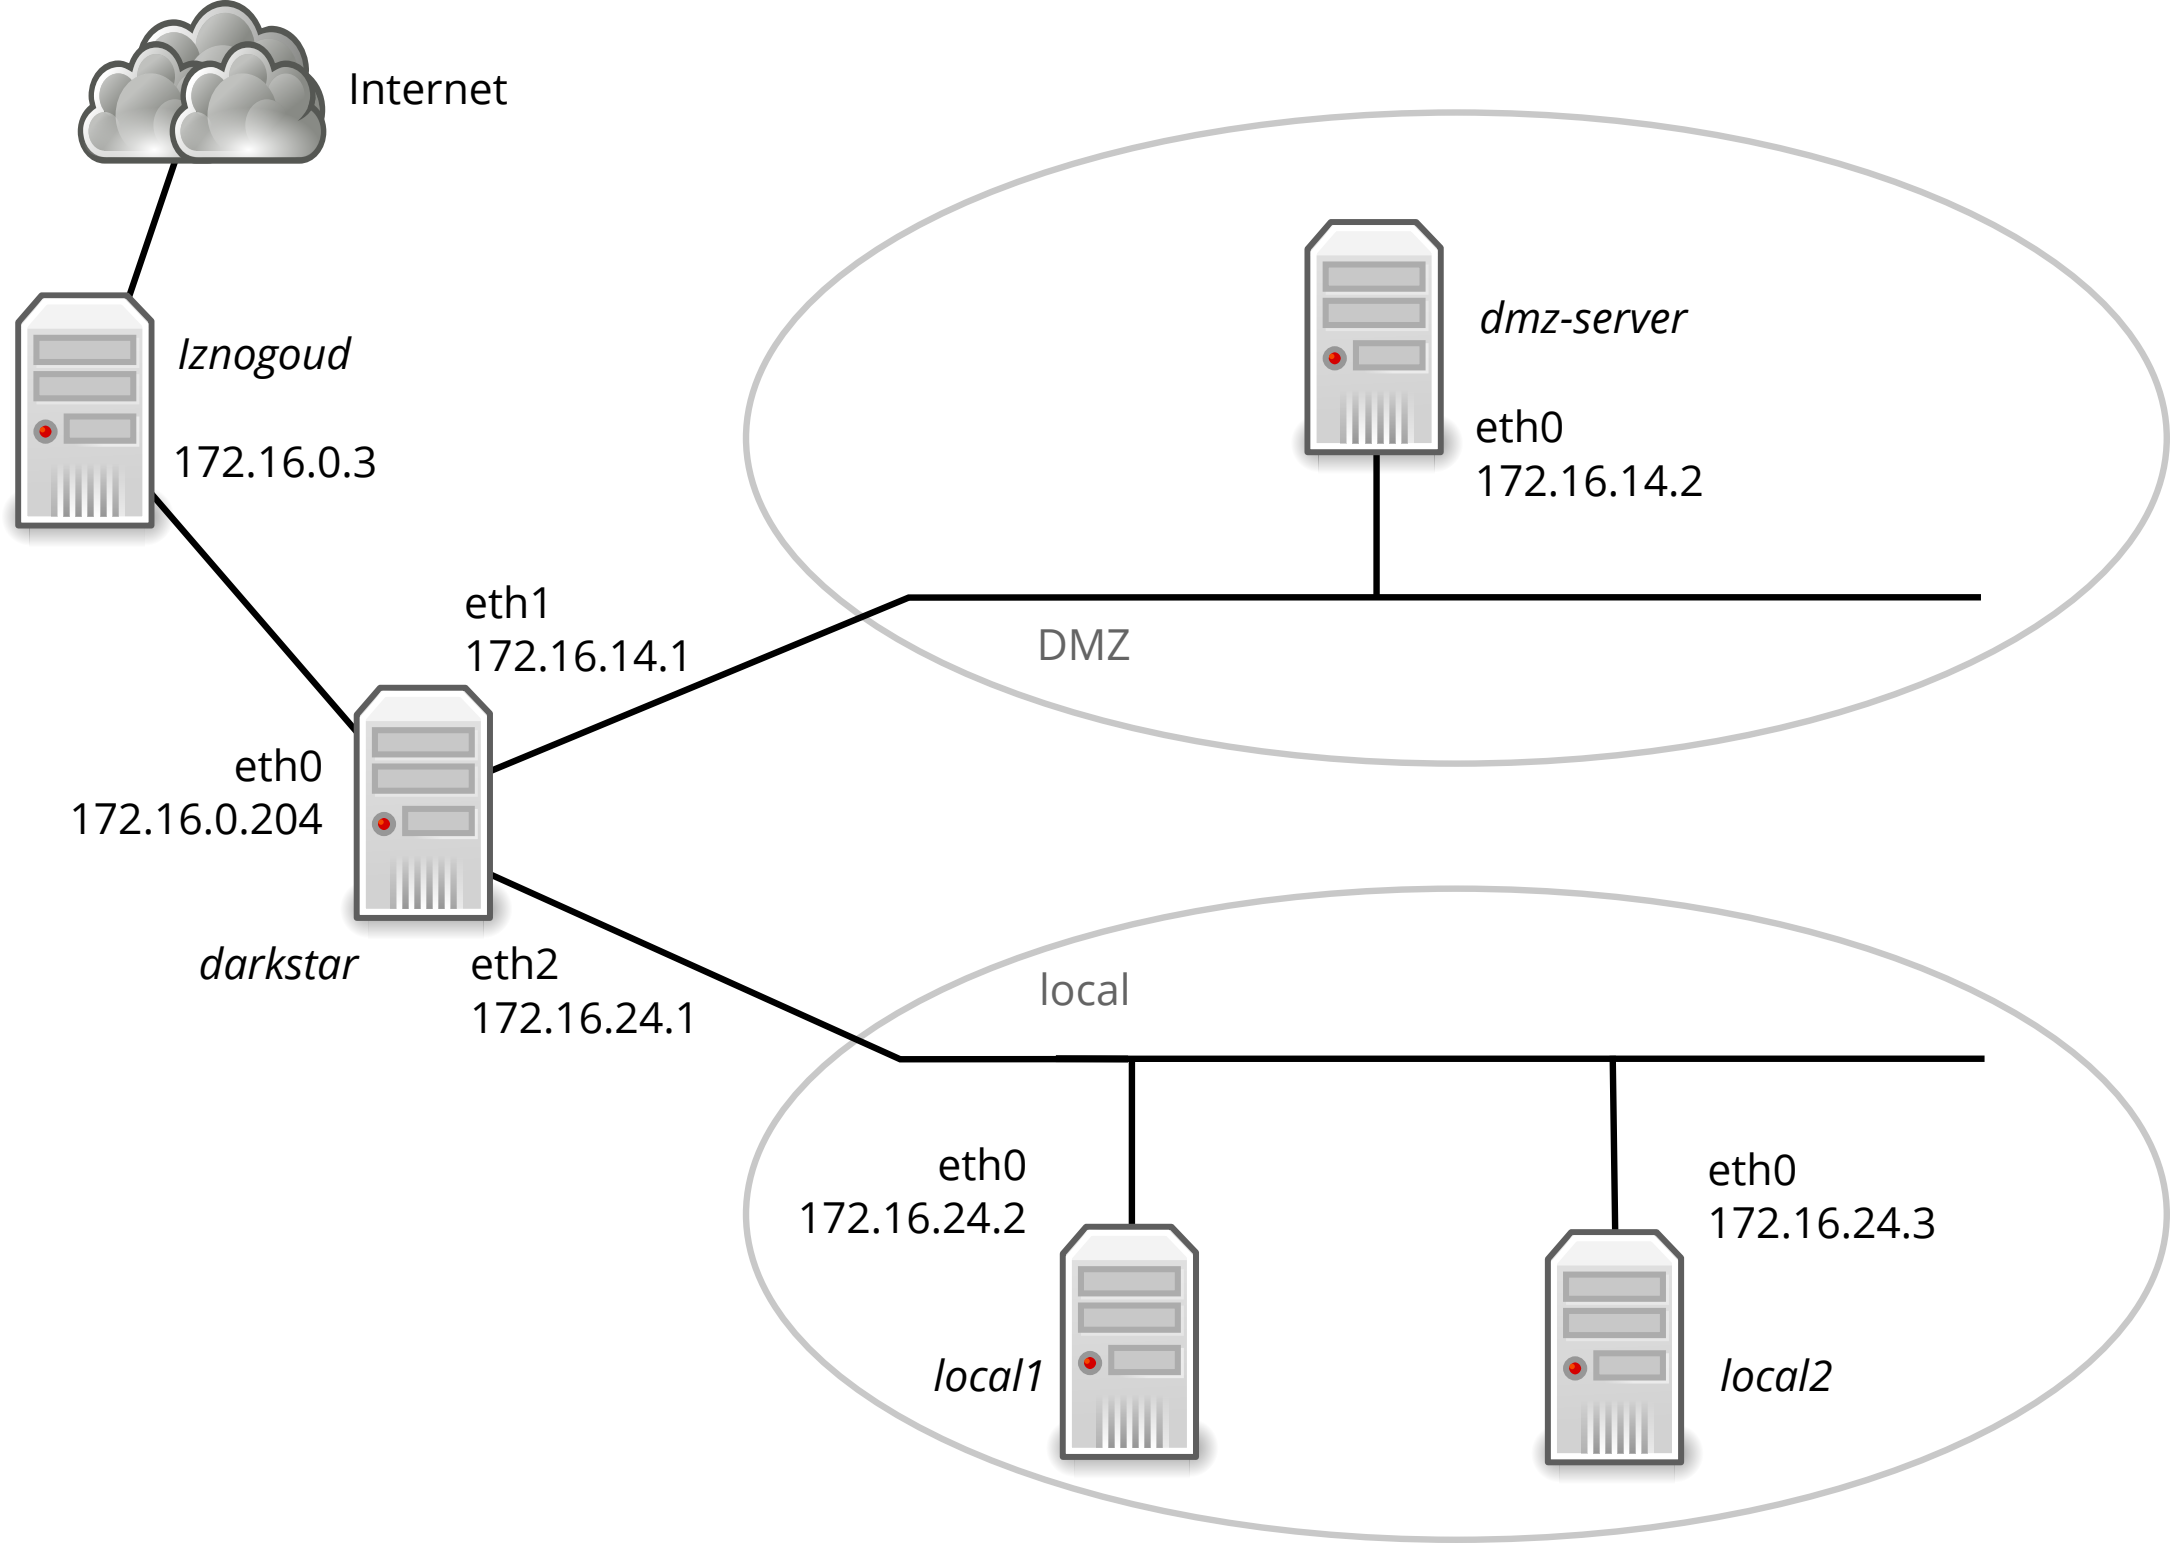 Internet
Iznogoud
172.16.0.3
dmz-server
eth0
172.16.14.2
eth1
172.16.14.1
DMZ
eth0
172.16.0.204
darkstar
eth2
172.16.24.1
local
eth0
172.16.24.2
eth0
172.16.24.3
local1
local2